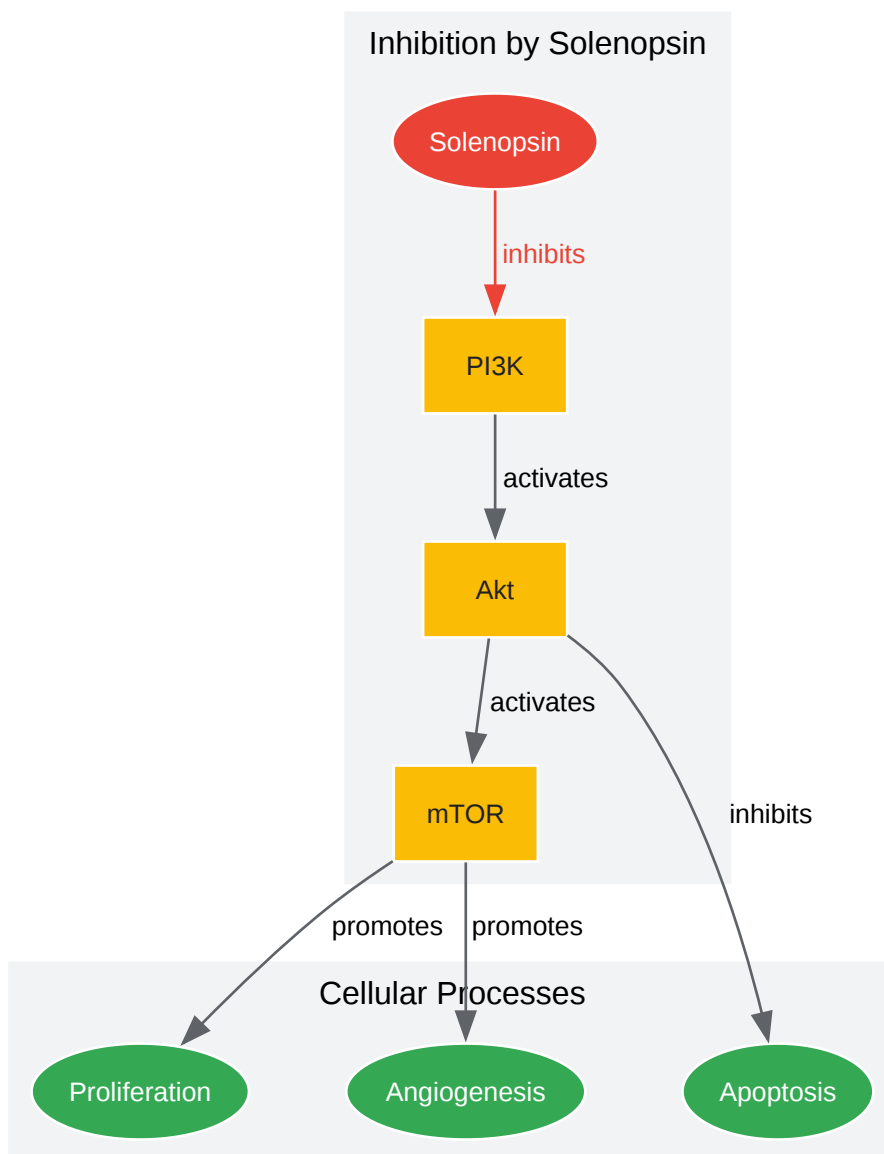 Inhibition by Solenopsin
Solenopsin
inhibits
PI3K
activates
Akt
activates
mTOR
inhibits
promotes
promotes
Cellular Processes
Proliferation
Angiogenesis
Apoptosis